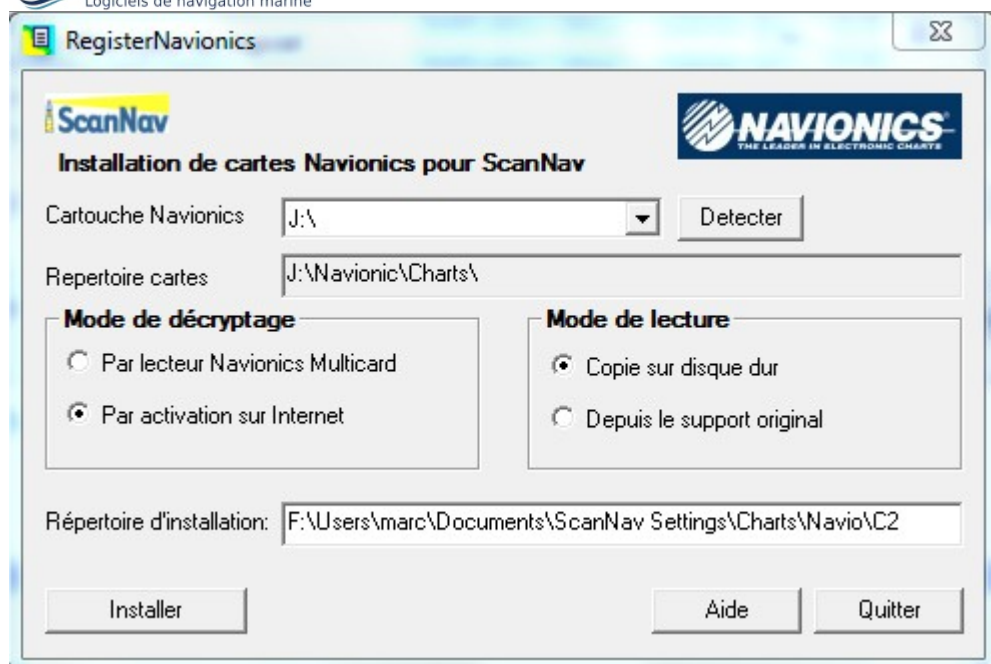 Logiciels de navigation marine
RegisterNavionics
ScanNav
NAVIONICS
THE LEADER IN ELECTRONIC CHARTS
Installation de cartes Navionics pour ScanNav
Cartouche Navionics J:\ Detecter
Repertoire cartes J:\Navionic\Charts\
Mode de décryptage Mode de lecture
Par lecteur Navionics Multicard Copie sur disque dur
Par activation sur Internet Depuis le support original
Répertoire d'installation: F:\Users\marc\Documents\ScanNav Settings\Charts\Navio\C2
Installer Aide Quitter